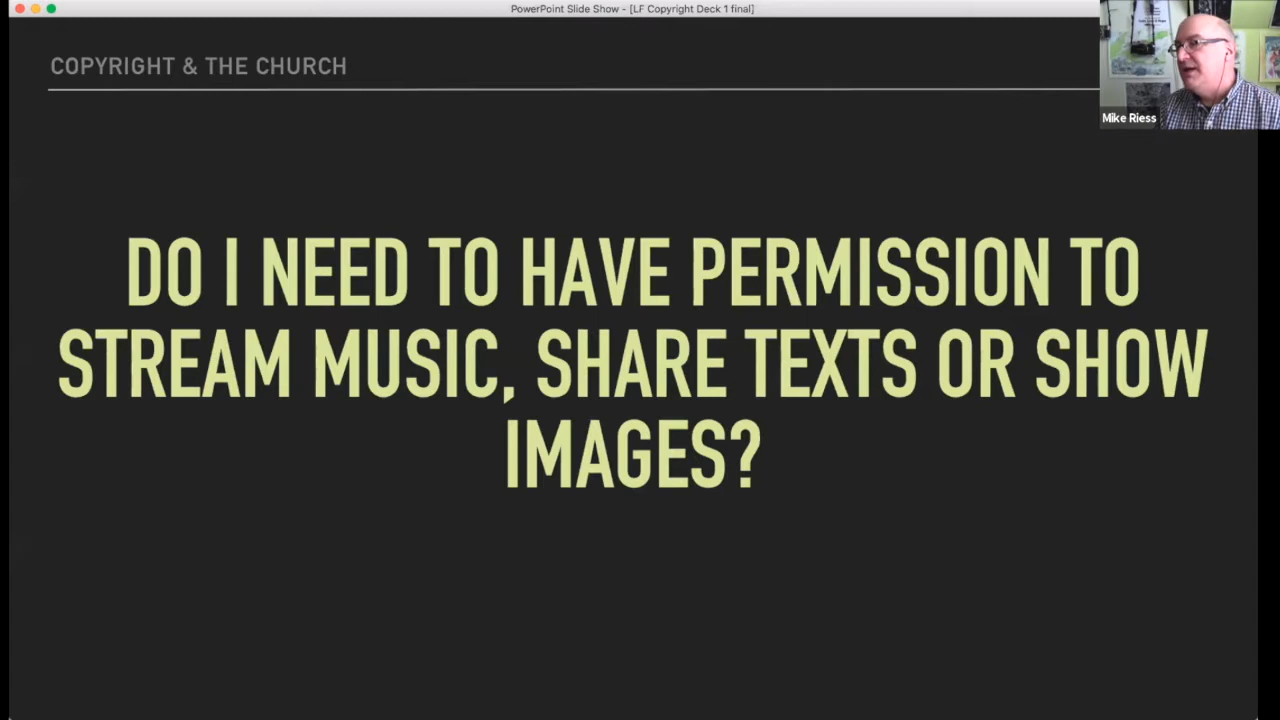 PowerPoint Slide Show - [LF Copyright Deck 1 final]
COPYRIGHT & THE CHURCH
Mike Riess
DO I NEED TO HAVE PERMISSION TO
STREAM MUSIC, SHARE TEXTS OR SHOW
IMAGES?